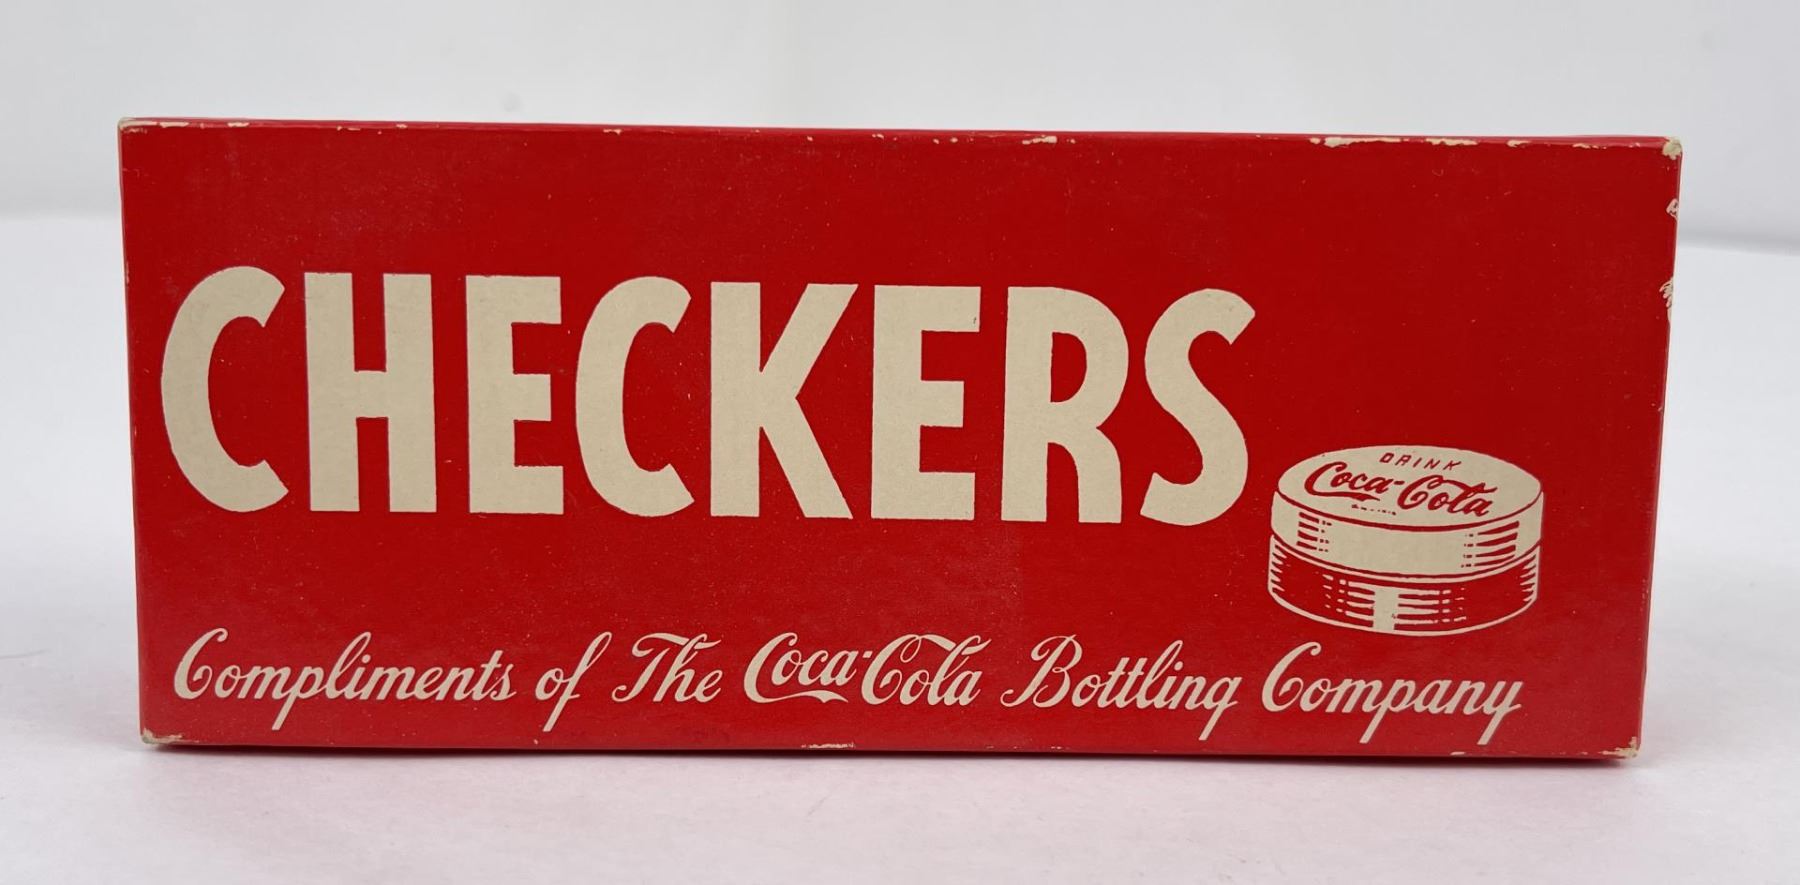 CHECKERS
DRINK
Coca-Cola
Compliments of The Coca-Cola Bottling Company